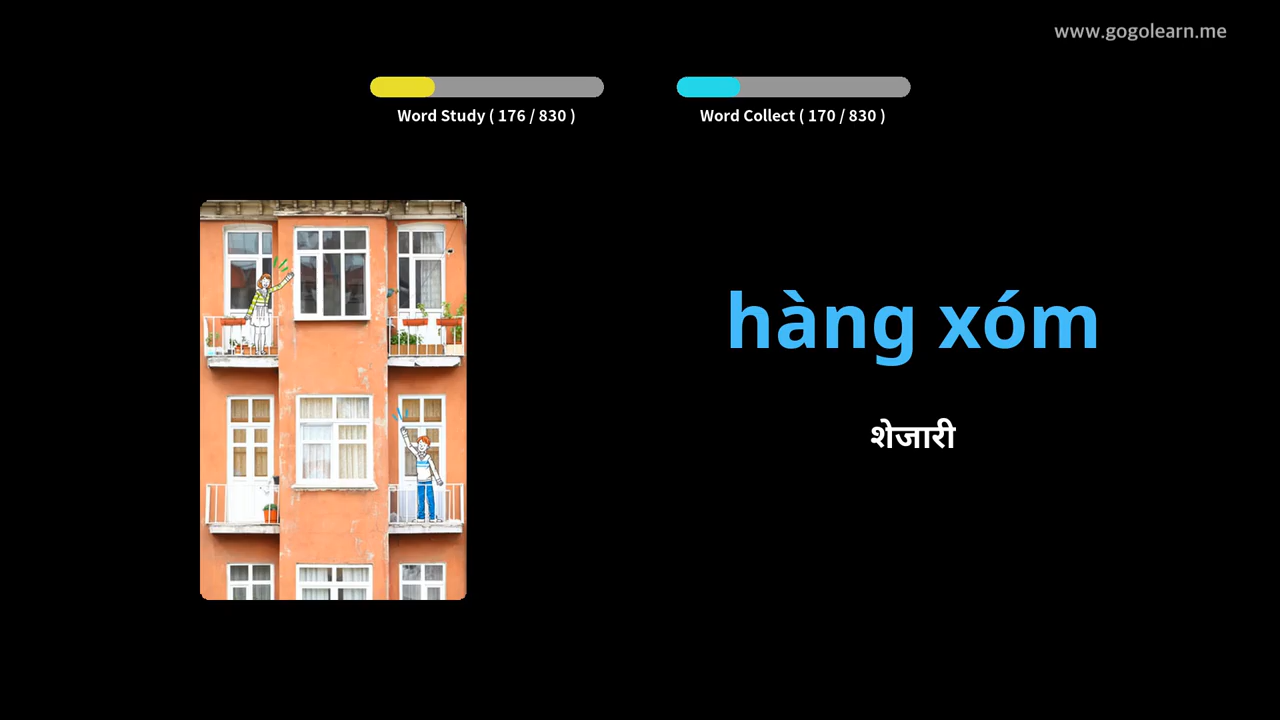 www.gogolearn.me
Word Study ( 176 / 830 )
Word Collect ( 170 / 830 )
hàng xóm
शेजारी